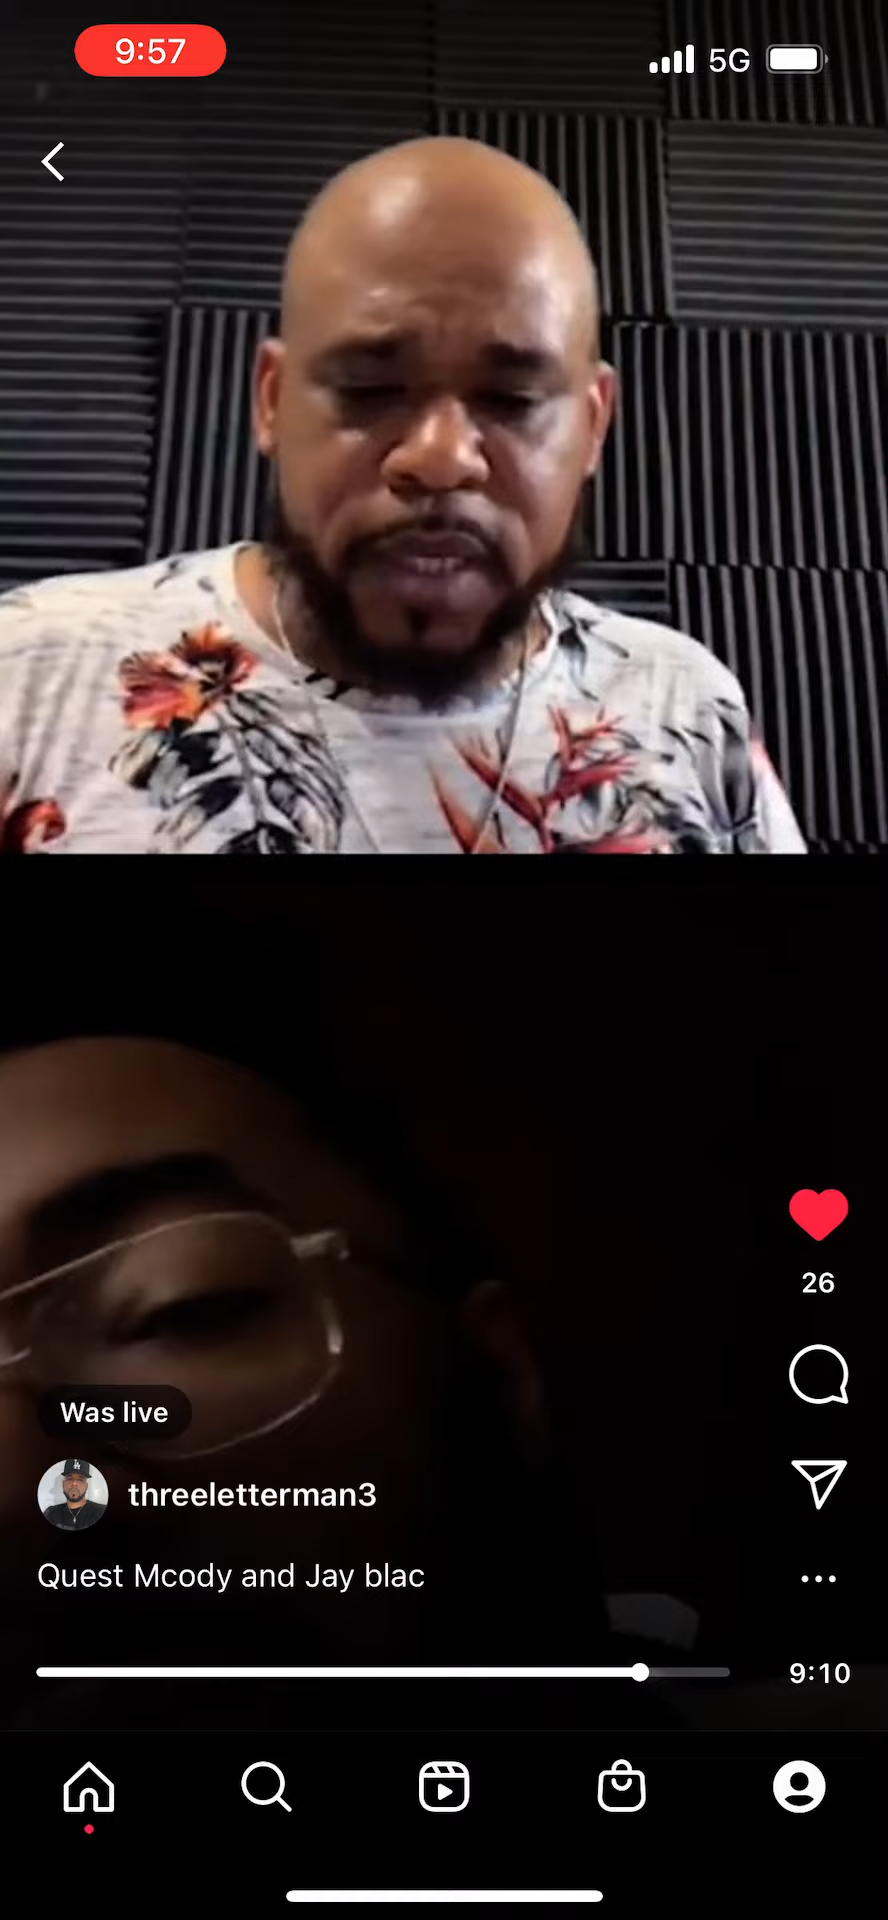 9:57
5G
26
Was live
threeletterman3
Quest Mcody and Jay blac
9:10